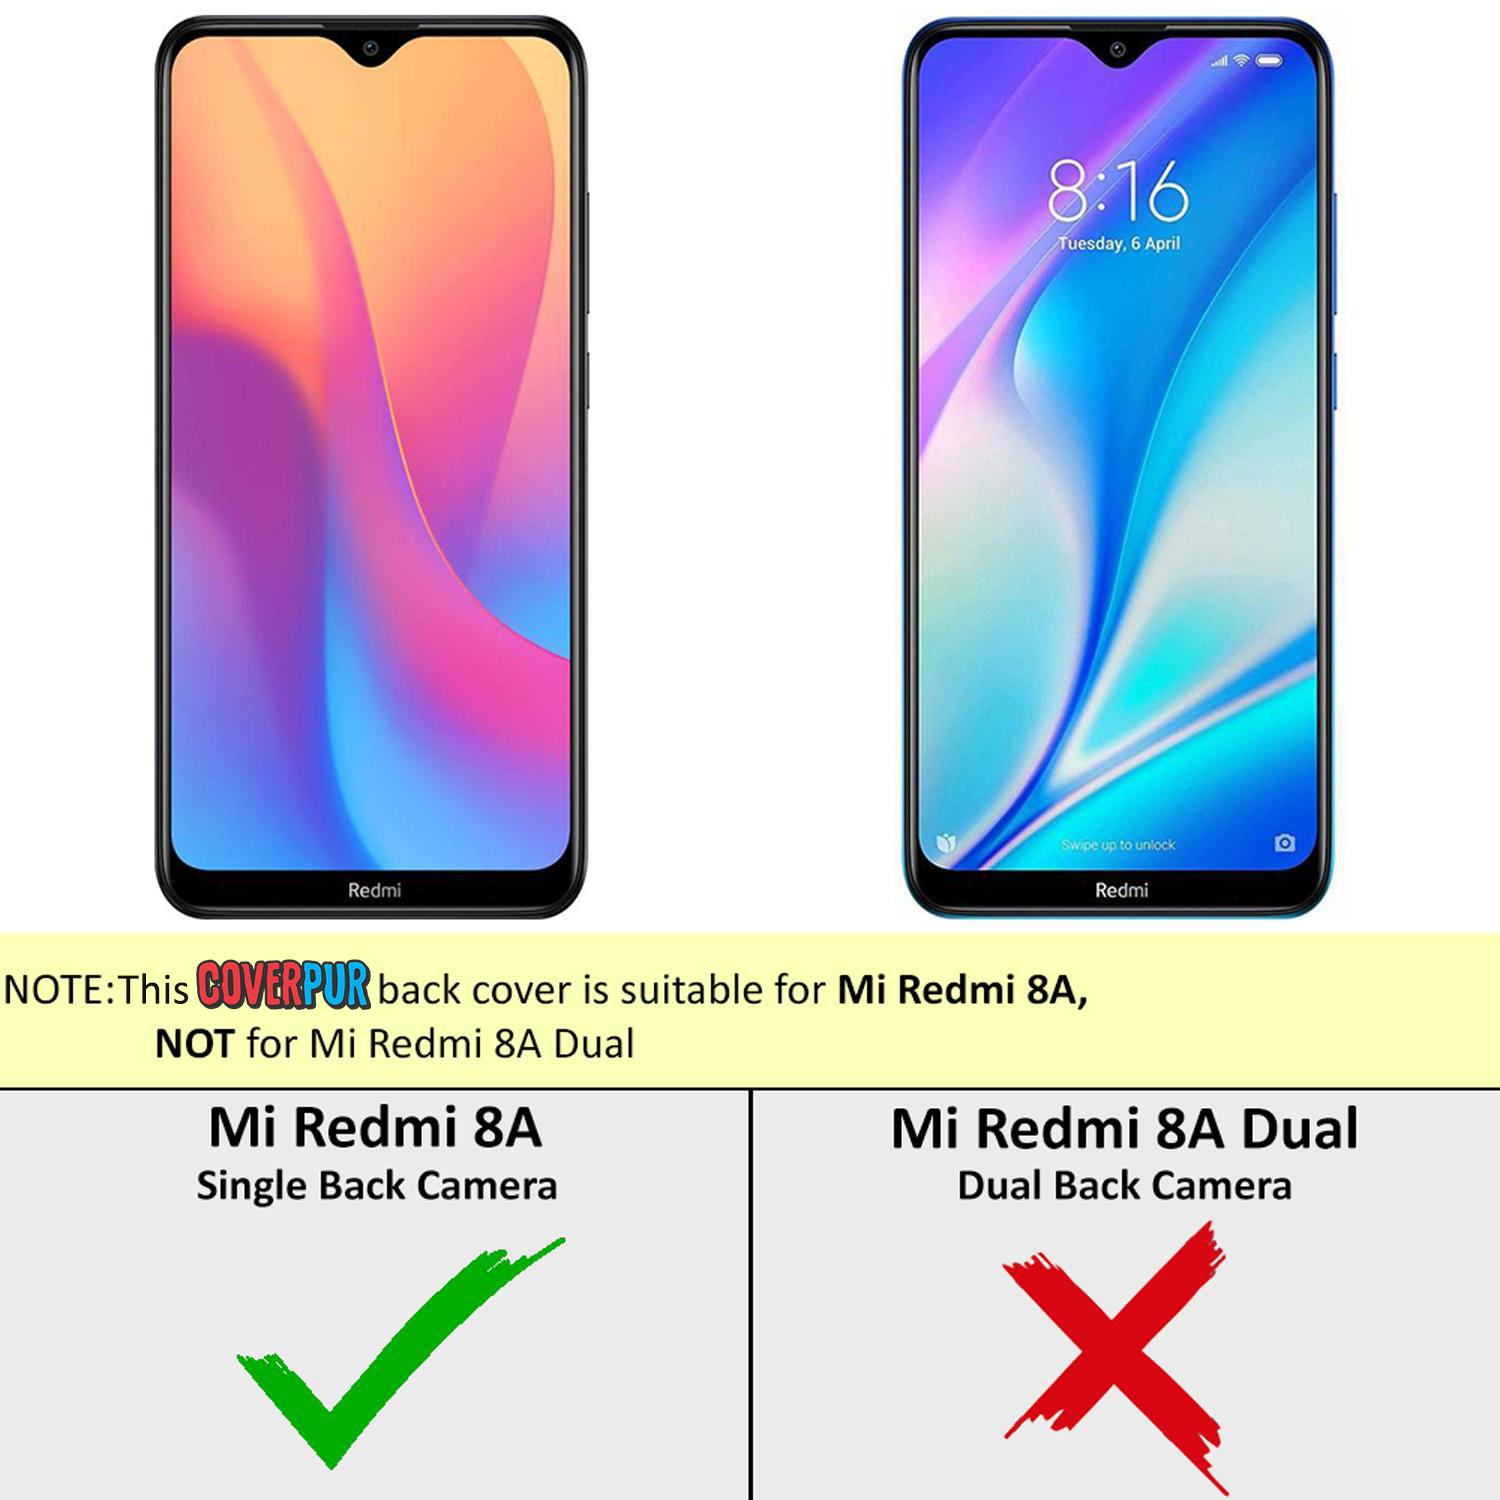 8:16
Tuesday, 6 April
Swipe up to unlock
Redmi
Redmi
NOTE:This COVERPUR back cover is suitable for Mi Redmi 8A,
NOT for Mi Redmi 8A Dual
Mi Redmi 8A
Single Back Camera
Mi Redmi 8A Dual
Dual Back Camera